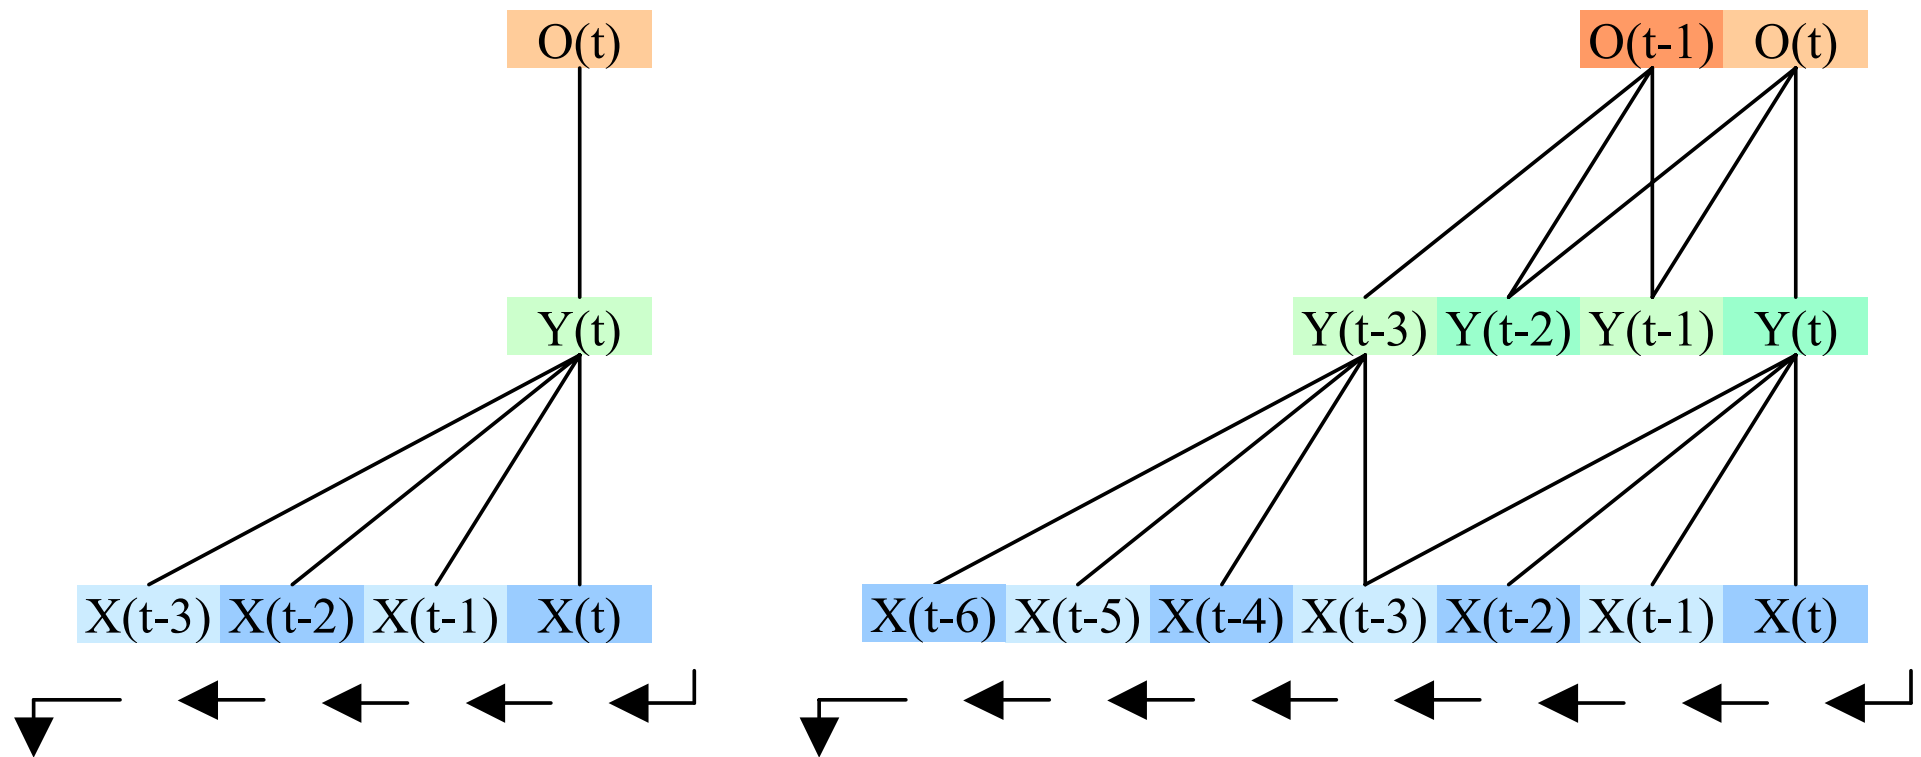 O(t)
Y(t)
X(t-3) X(t-2) X(t-1) X(t)
O(t-1) O(t)
Y(t-3) Y(t-2) Y(t-1) Y(t)
X(t-6) X(t-5) X(t-4) X(t-3) X(t-2) X(t-1) X(t)